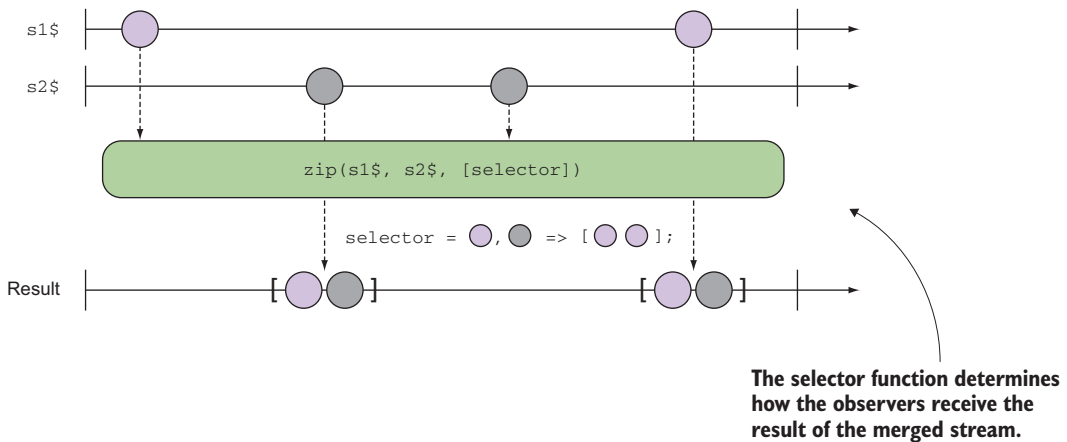 s1$
s2$
zip(s1$, s2$, [selector])
selector = , => [ ];
Result [ ] [ ]
The selector function determines
how the observers receive the
result of the merged stream.